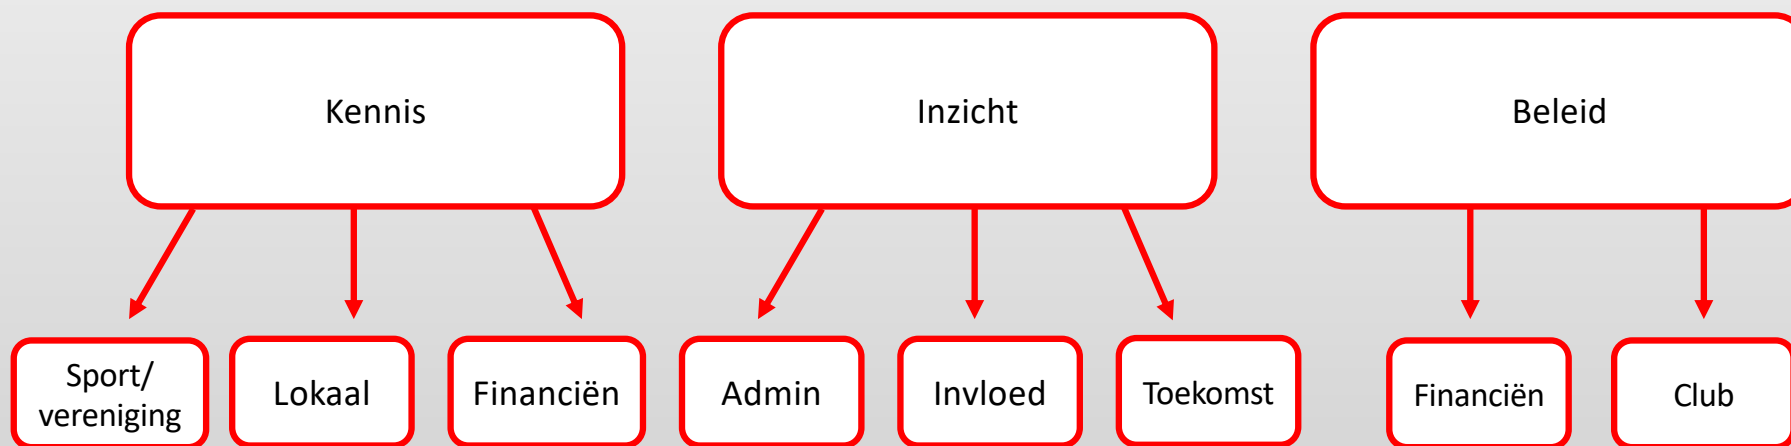 Kennis
Inzicht
Beleid
Sport/
vereniging
Lokaal
Financiën
Admin
Invloed
Toekomst
Financiën
Club